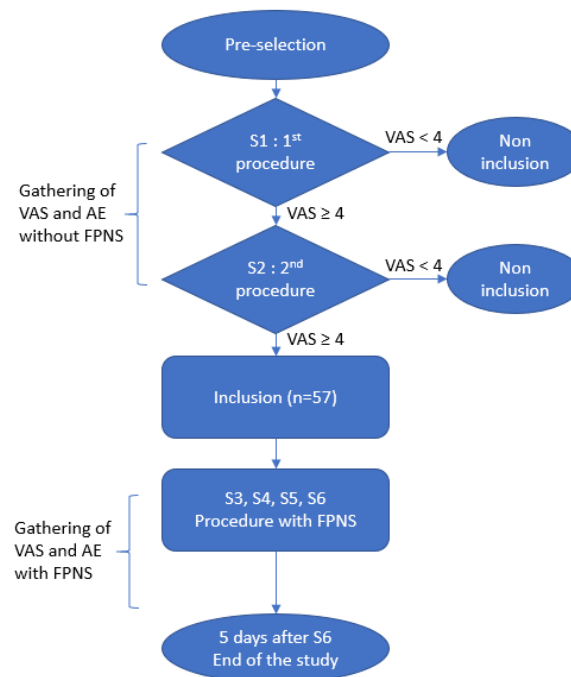 Pre-selection
S1 : 1st
procedure
VAS < 4
Non
inclusion
Gathering of
VAS and AE
without FPNS
VAS ≥ 4
S2 : 2nd
procedure
VAS < 4
Non
inclusion
VAS ≥ 4
Inclusion (n=57)
S3, S4, S5, S6
Procedure with FPNS
Gathering of
VAS and AE
with FPNS
5 days after S6
End of the study